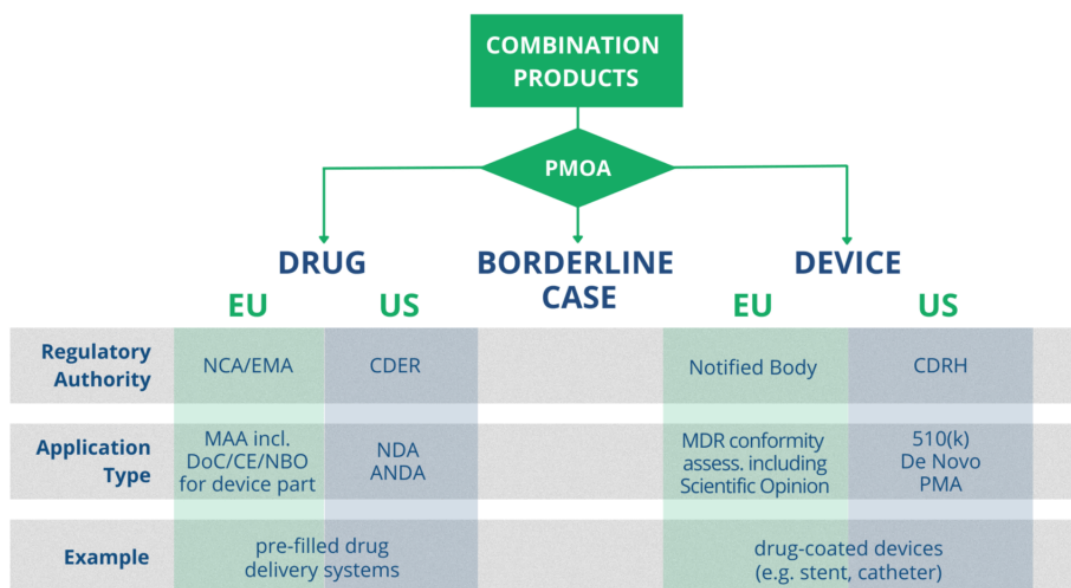 COMBINATION
PRODUCTS
PMOA
DRUG
BORDERLINE
CASE
DEVICE
EU
US
EU
US
Regulatory
Authority
NCA/EMA
CDER
Notified Body
CDRH
Application
Type
MAA incl.
DoC/CE/NBO
for device part
NDA
ANDA
MDR conformity
assess. including
Scientific Opinion
510(k)
De Novo
PMA
Example
pre-filled drug
delivery systems
drug-coated devices
(e.g. stent, catheter)